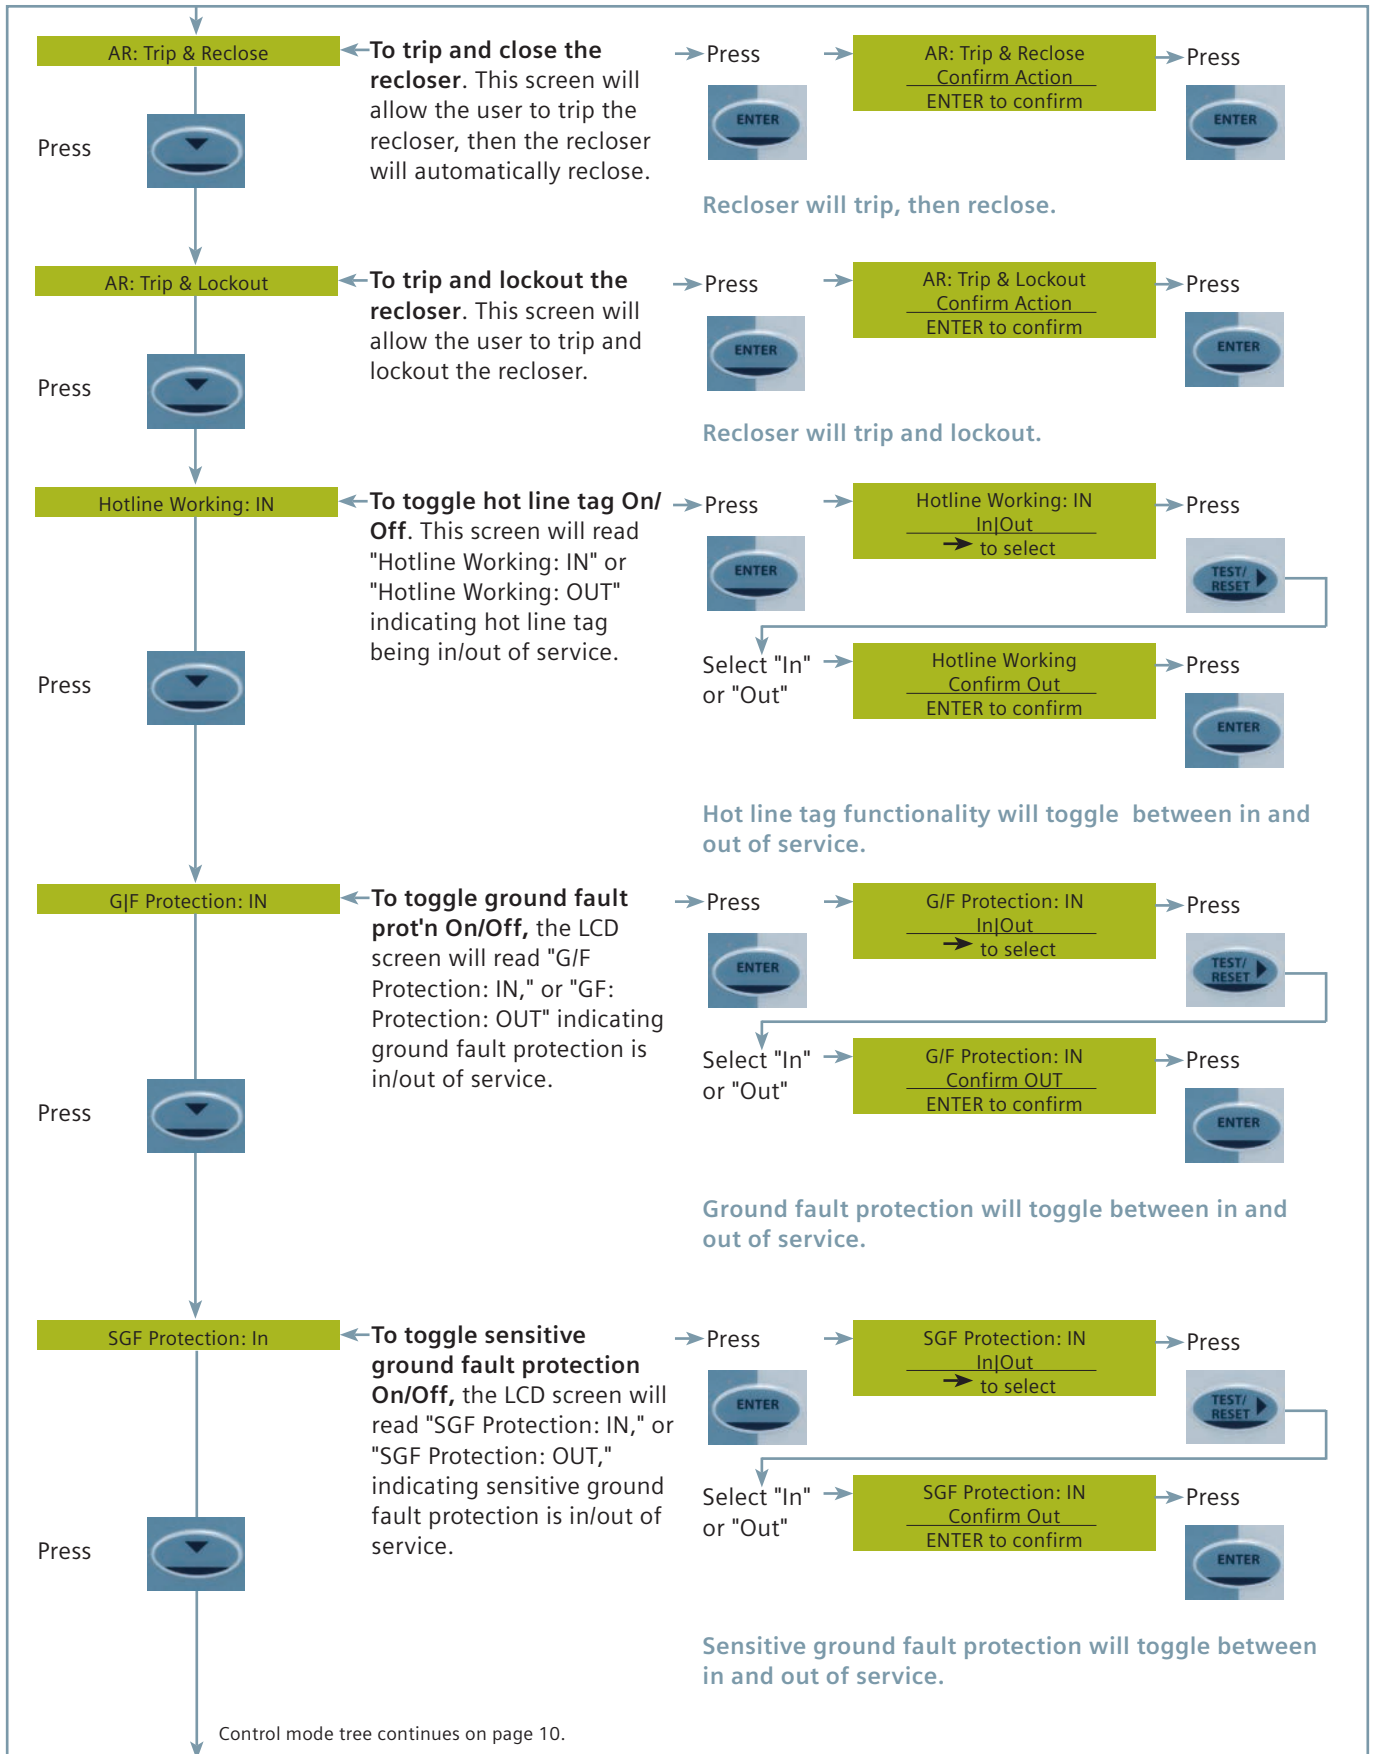 AR: Trip & Reclose
Press
To trip and close the
recloser. This screen will
allow the user to trip the
recloser, then the recloser
will automatically reclose.
Press
ENTER
AR: Trip & Reclose
Confirm Action
ENTER to confirm
Press
ENTER
Recloser will trip, then reclose.
AR: Trip & Lockout
Press
To trip and lockout the
recloser. This screen will
allow the user to trip and
lockout the recloser.
Press
ENTER
AR: Trip & Lockout
Confirm Action
ENTER to confirm
Press
ENTER
Recloser will trip and lockout.
Hotline Working: IN
Press
To toggle hot line tag On/
Off. This screen will read
"Hotline Working: IN" or
"Hotline Working: OUT"
indicating hot line tag
being in/out of service.
Press
ENTER
Hotline Working: IN
In|Out
→ to select
Press
TEST/
RESET
Select "In"
or "Out"
Hotline Working
Confirm Out
ENTER to confirm
Press
ENTER
Hot line tag functionality will toggle between in and
out of service.
G|F Protection: IN
Press
To toggle ground fault
prot'n On/Off, the LCD
screen will read "G/F
Protection: IN," or "GF:
Protection: OUT" indicating
ground fault protection is
in/out of service.
Press
ENTER
G/F Protection: IN
In|Out
→ to select
Press
TEST/
RESET
Select "In"
or "Out"
G/F Protection: IN
Confirm OUT
ENTER to confirm
Press
ENTER
Ground fault protection will toggle between in and
out of service.
SGF Protection: In
Press
To toggle sensitive
ground fault protection
On/Off, the LCD screen will
read "SGF Protection: IN," or
"SGF Protection: OUT,"
indicating sensitive ground
fault protection is in/out of
service.
Press
ENTER
SGF Protection: IN
In|Out
→ to select
Press
TEST/
RESET
Select "In"
or "Out"
SGF Protection: IN
Confirm Out
ENTER to confirm
Press
ENTER
Sensitive ground fault protection will toggle between
in and out of service.
Control mode tree continues on page 10.